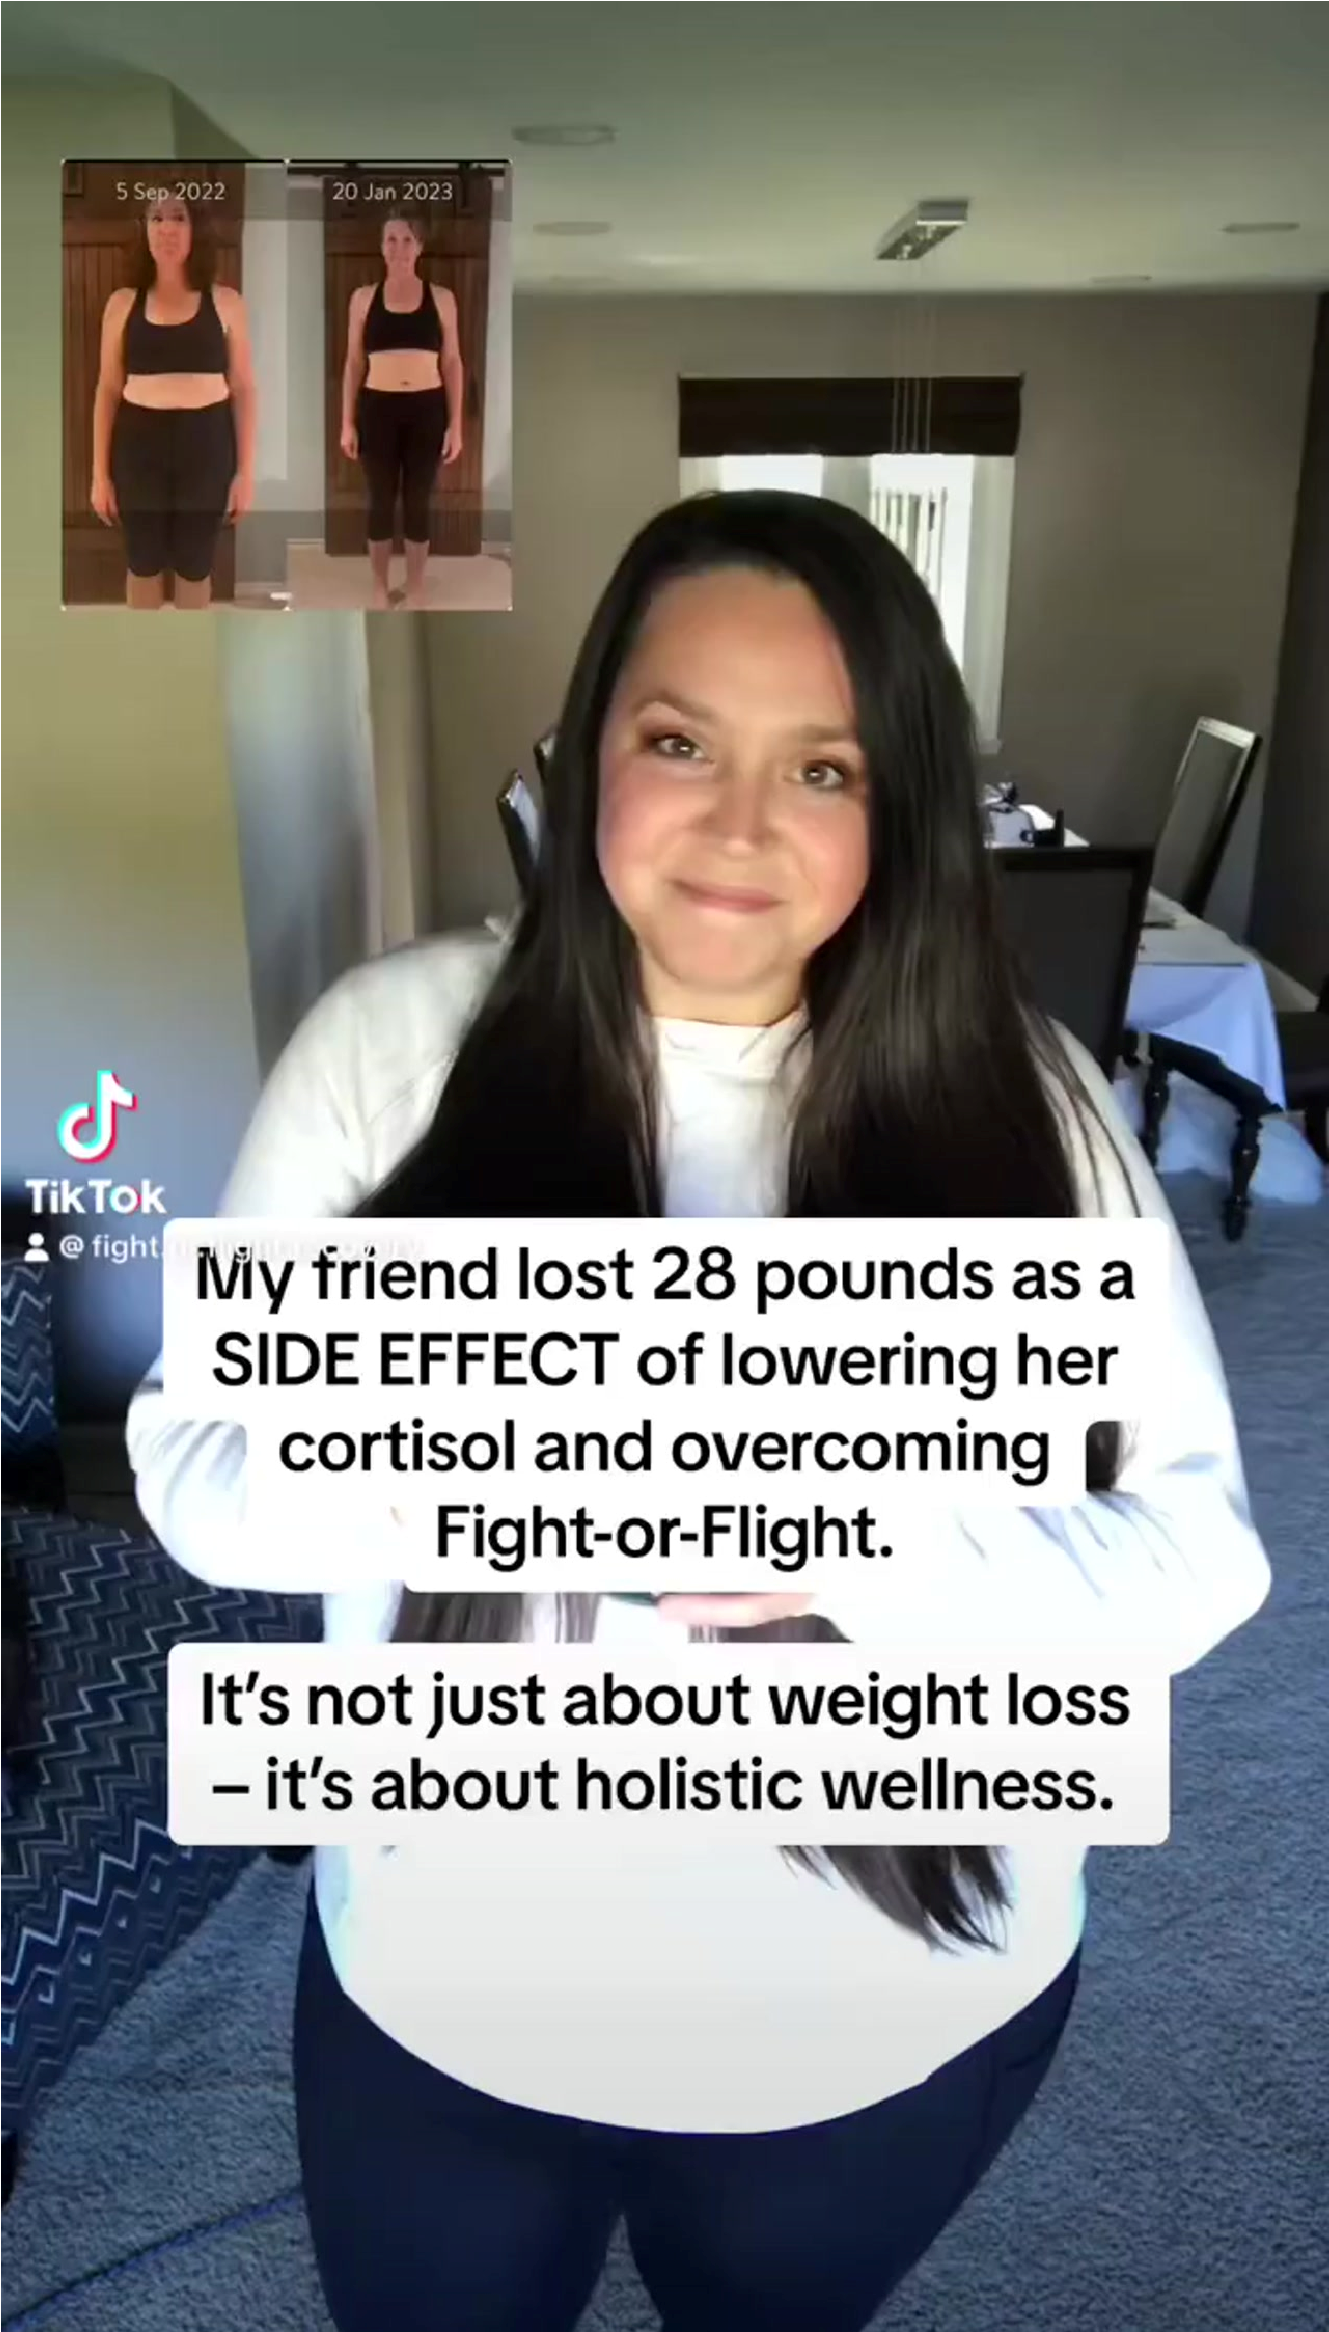 5 Sep 2022
20 Jan 2023
TikTok
@ fight
My friend lost 28 pounds as a
SIDE EFFECT of lowering her
cortisol and overcoming
Fight-or-Flight.
It's not just about weight loss
– it's about holistic wellness.